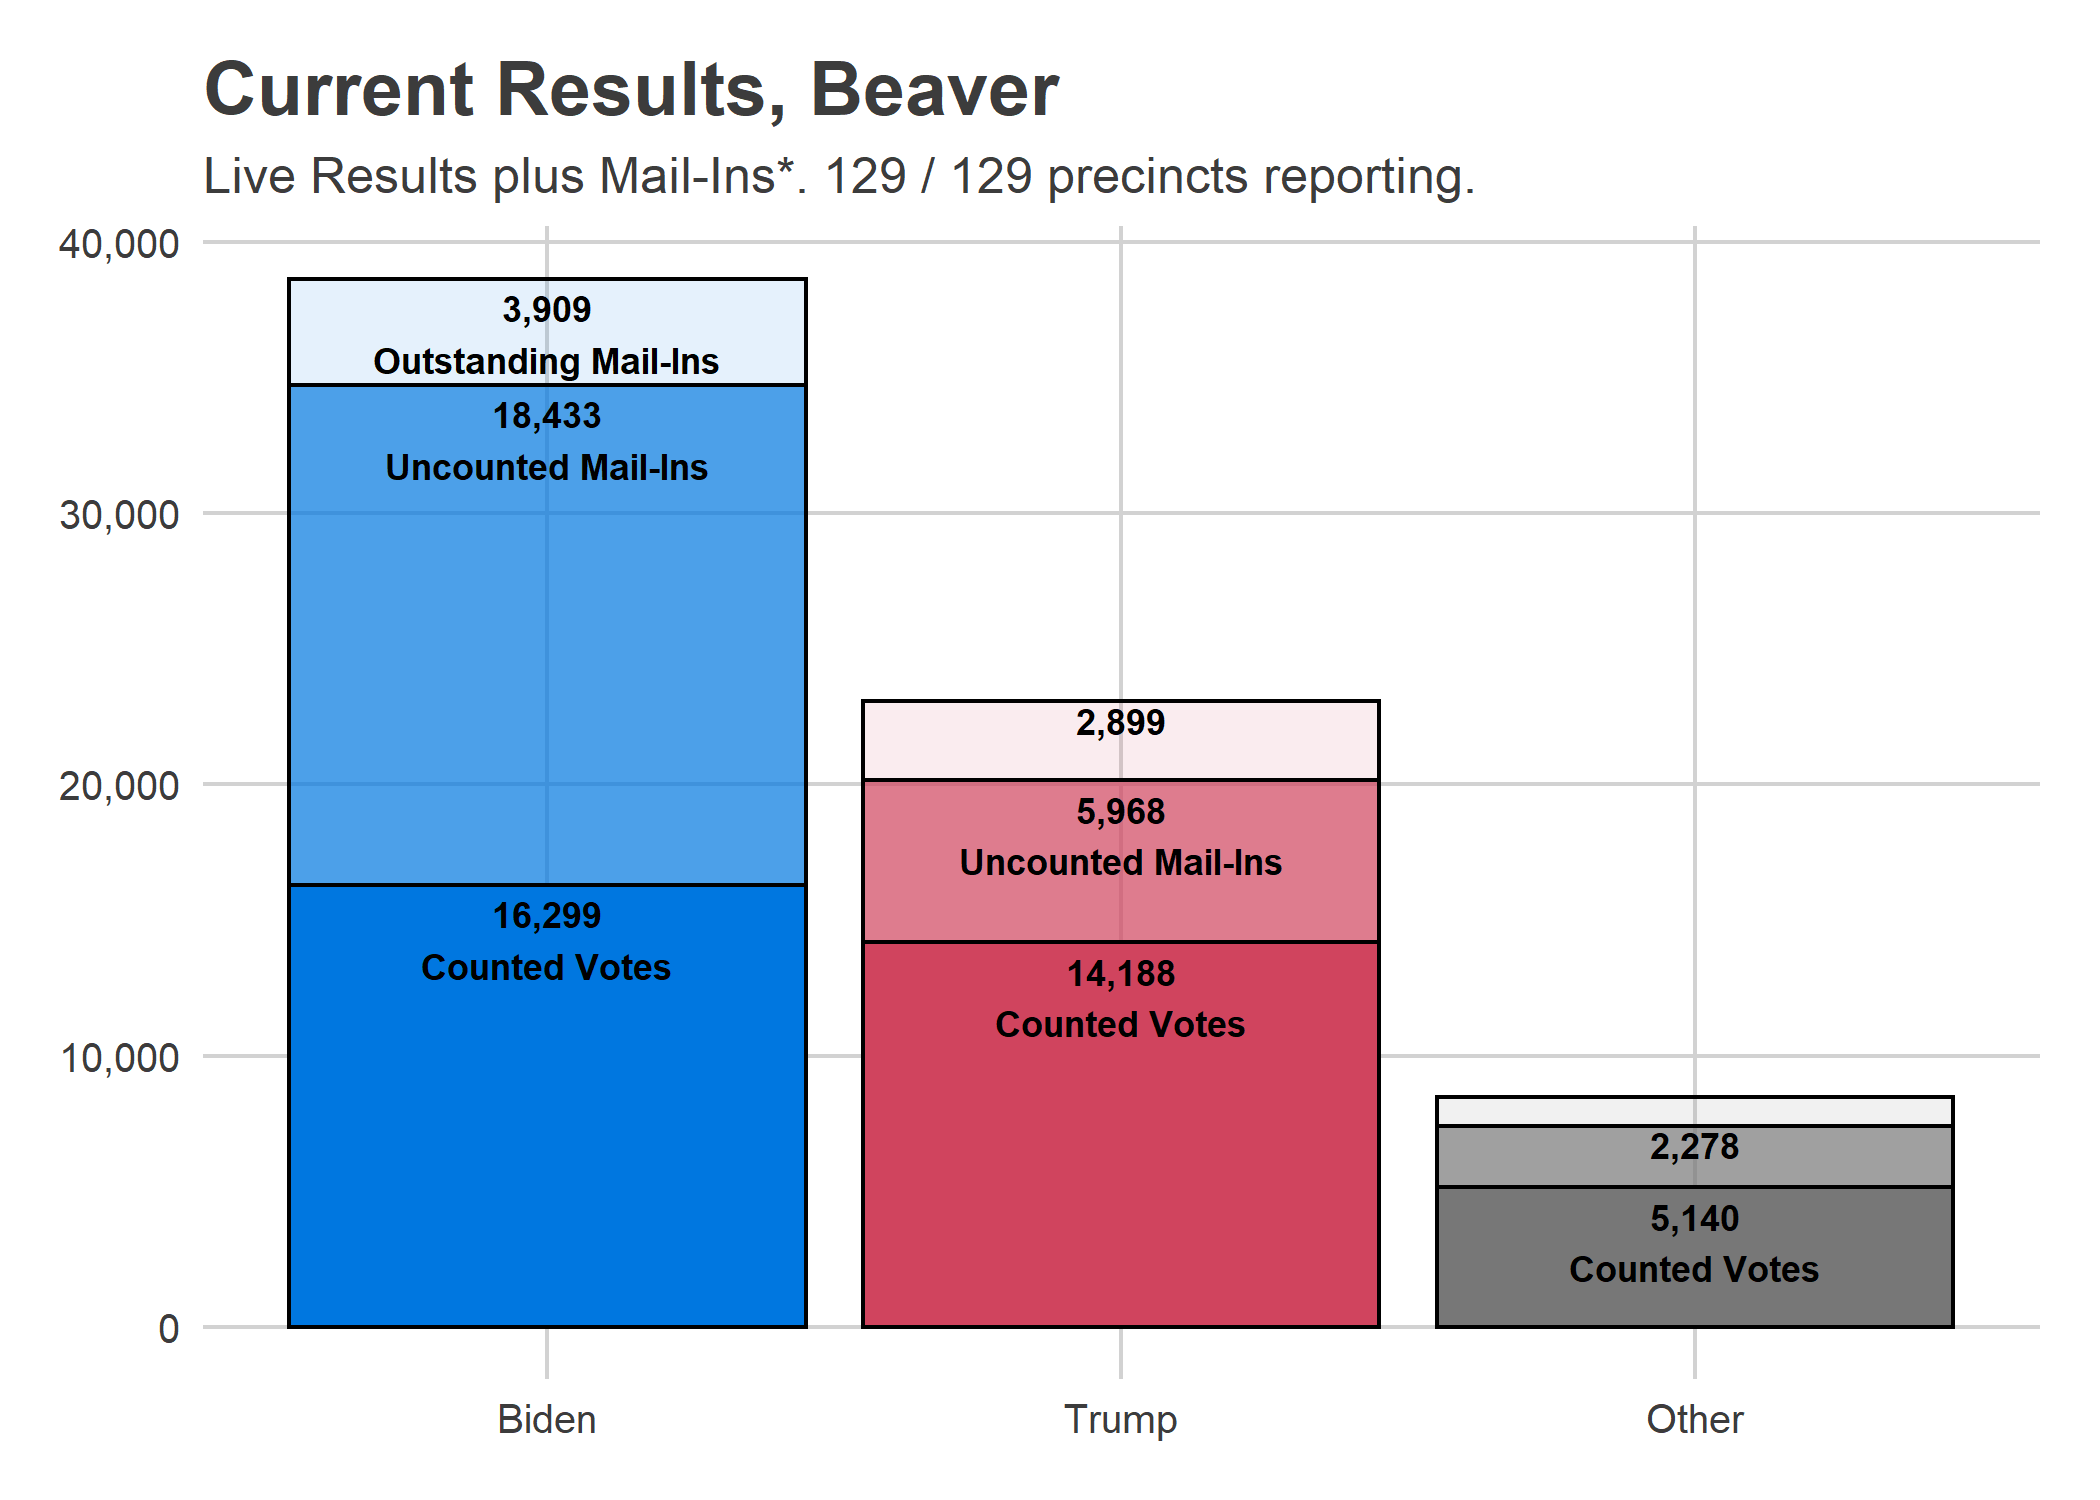 Current Results, Beaver
Live Results plus Mail-Ins*. 129 / 129 precincts reporting.
40,000
30,000
20,000
10,000
0
3,909
Outstanding Mail-Ins
18,433
Uncounted Mail-Ins
16,299
Counted Votes
2,899
5,968
Uncounted Mail-Ins
14,188
Counted Votes
2,278
5,140
Counted Votes
Biden
Trump
Other